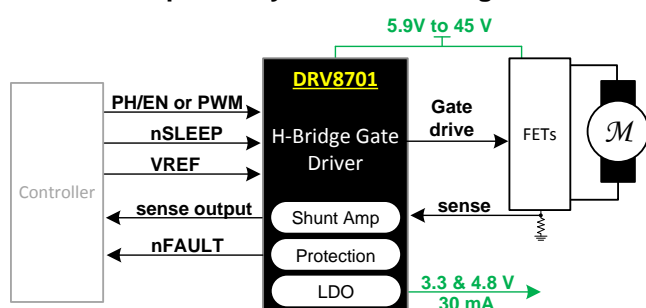 5.9V to 45 V
DRV8701
PH/EN or PWM
nSLEEP
VREF
sense output
nFAULT
Controller
H-Bridge Gate
Driver
Shunt Amp
Protection
LDO
Gate
drive
sense
FETs
M
3.3 & 4.8 V
30 mA